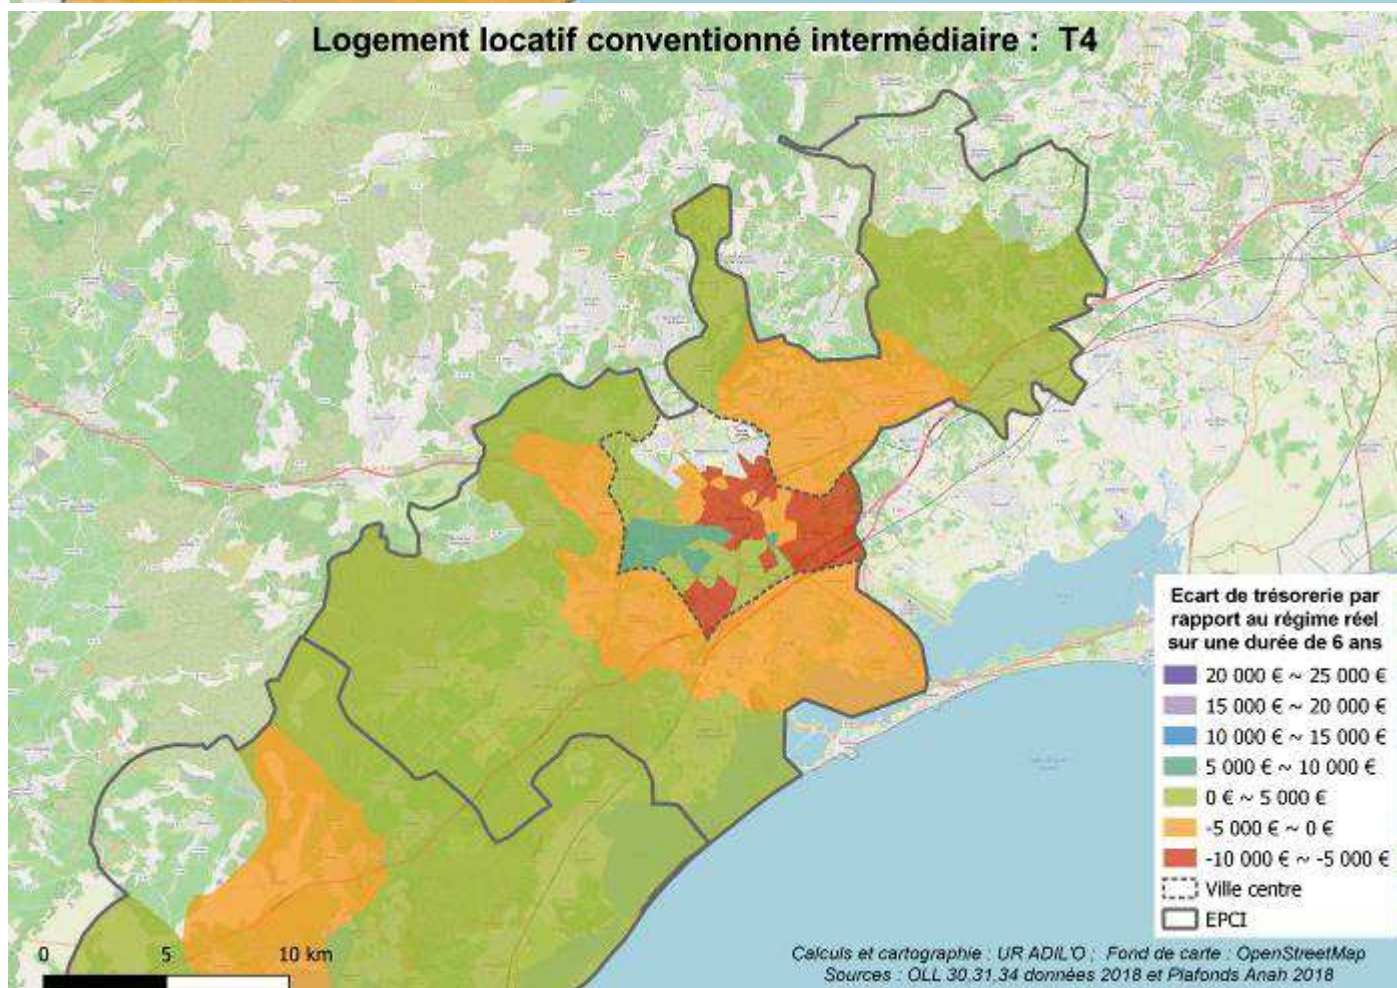 Logement locatif conventionné intermédiaire : T4
Ecart de trésorerie par
rapport au régime réel
sur une durée de 6 ans
20 000 € ~ 25 000 €
15 000 € ~ 20 000 €
10 000 € ~ 15 000 €
5 000 € ~ 10 000 €
0 € ~ 5 000 €
-5 000 € ~ 0 €
-10 000 € ~ -5 000 €
Ville centre
EPCI
0 5 10 km
Calculs et cartographie : UR ADIL'O ; Fond de carte : OpenStreetMap
Sources : OLL 30,31,34 données 2018 et Plafonds Anah 2018